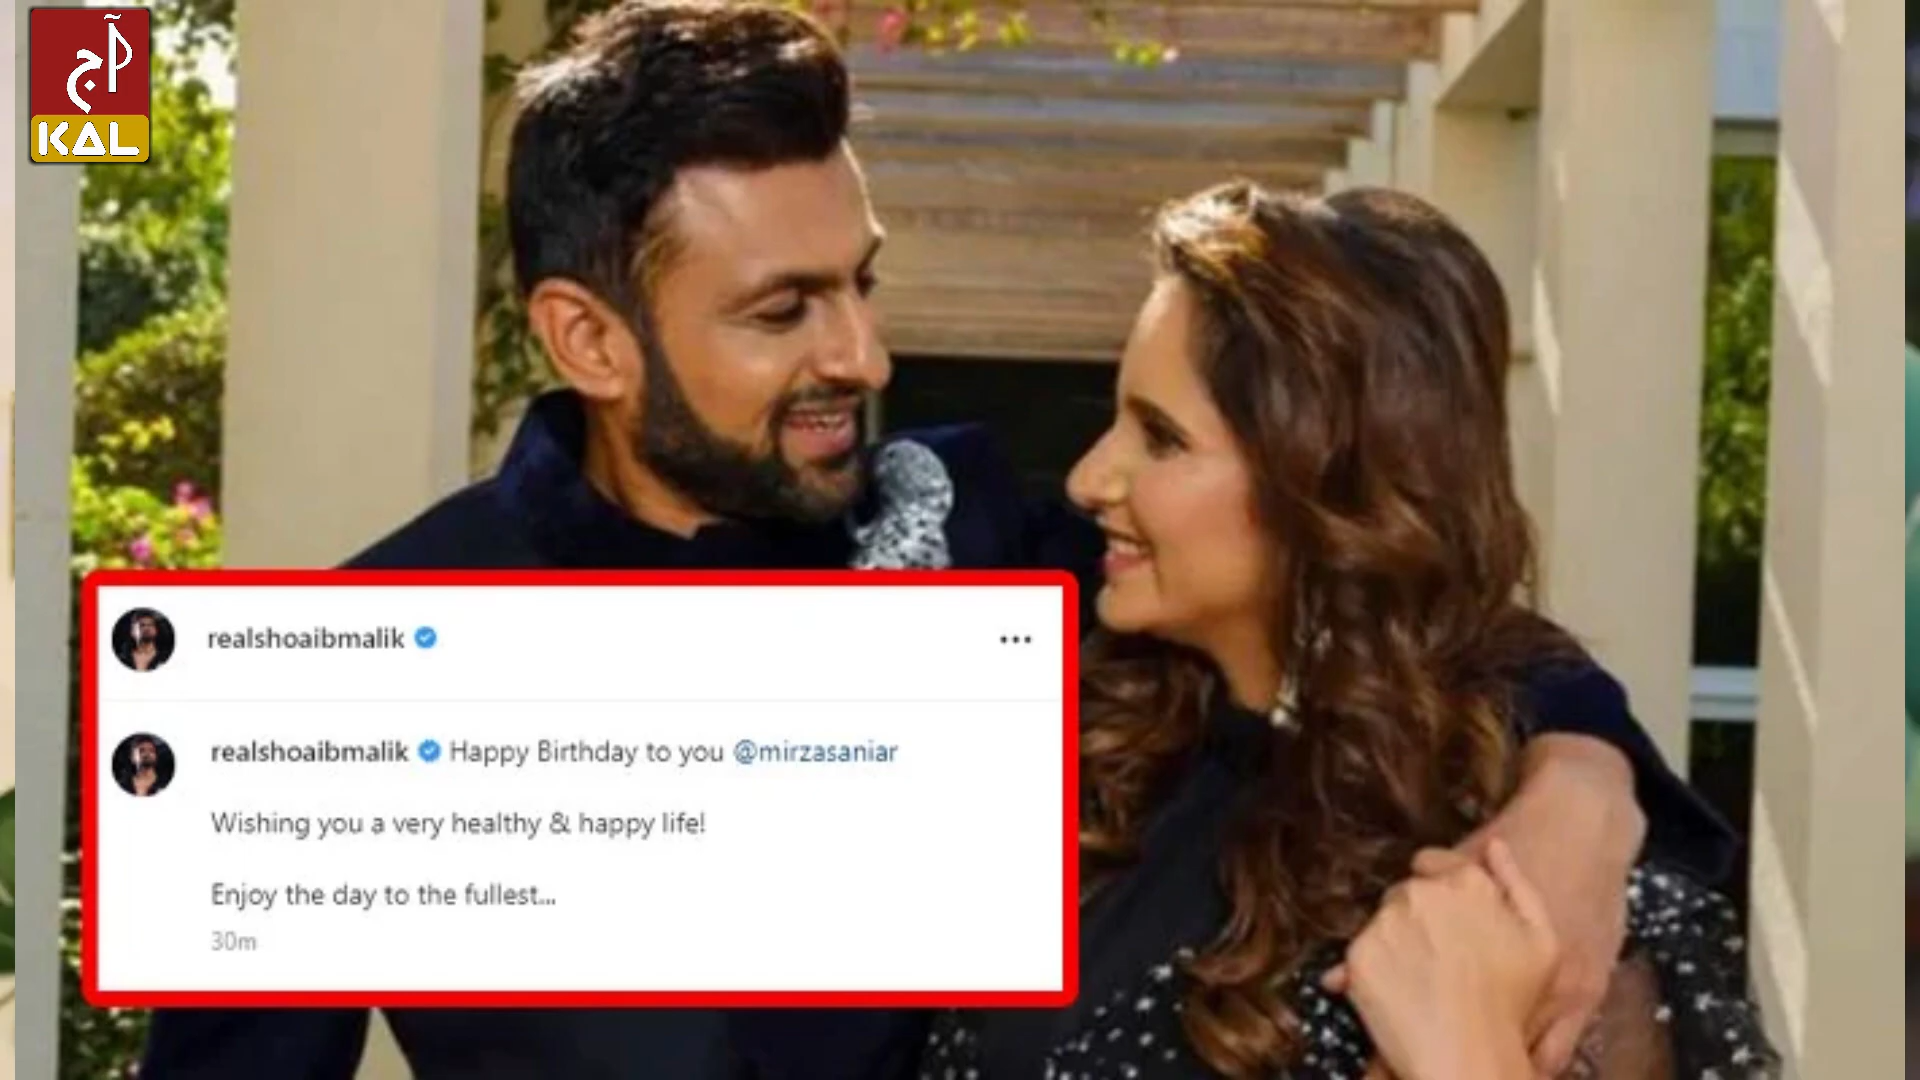 آج
KAL
realshoaibmalik
realshoaibmalik Happy Birthday to you @mirzasaniar
Wishing you a very healthy & happy life!
Enjoy the day to the fullest...
30m